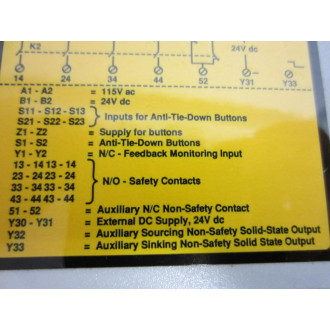 K2
24V dc
14 24 34 44 52 Y31 Y33
A1 - A2 = 115V ac
B1 - B2 = 24V dc
S11 - S12 - S13
S21 - S22 - S23 } Inputs for Anti-Tie-Down Buttons
Z1 - Z2 = Supply for buttons
S1 - S2 = Anti-Tie-Down Buttons
Y1 - Y2 = N/C - Feedback Monitoring Input
13 - 14 13 - 14
23 - 24 23 - 24
33 - 34 33 - 34 } N/O - Safety Contacts
43 - 44 43 - 44
51 - 52 = Auxiliary N/C Non-Safety Contact
Y30 - Y31 = External DC Supply, 24V dc
Y32 = Auxiliary Sourcing Non-Safety Solid-State Output
Y33 = Auxiliary Sinking Non-Safety Solid State Output